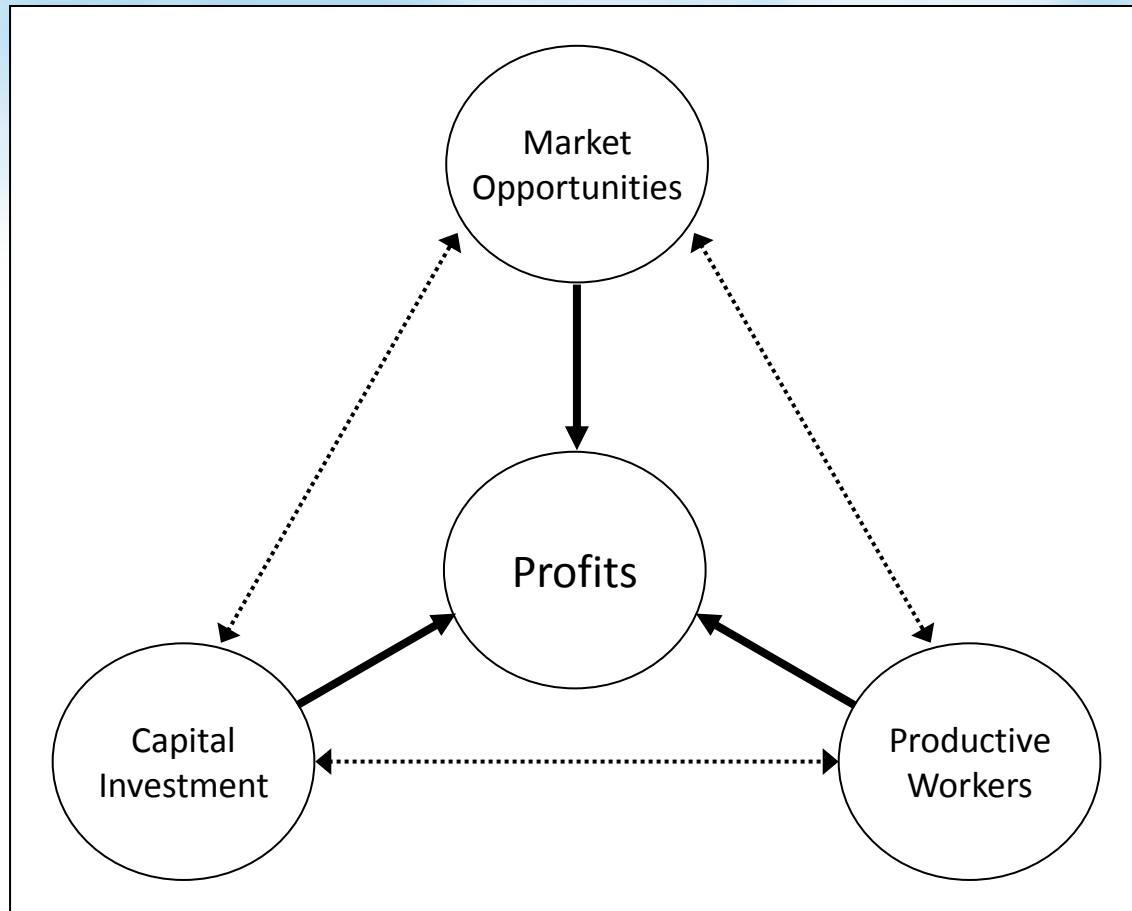 Market
Opportunities
Profits
Capital
Investment
Productive
Workers